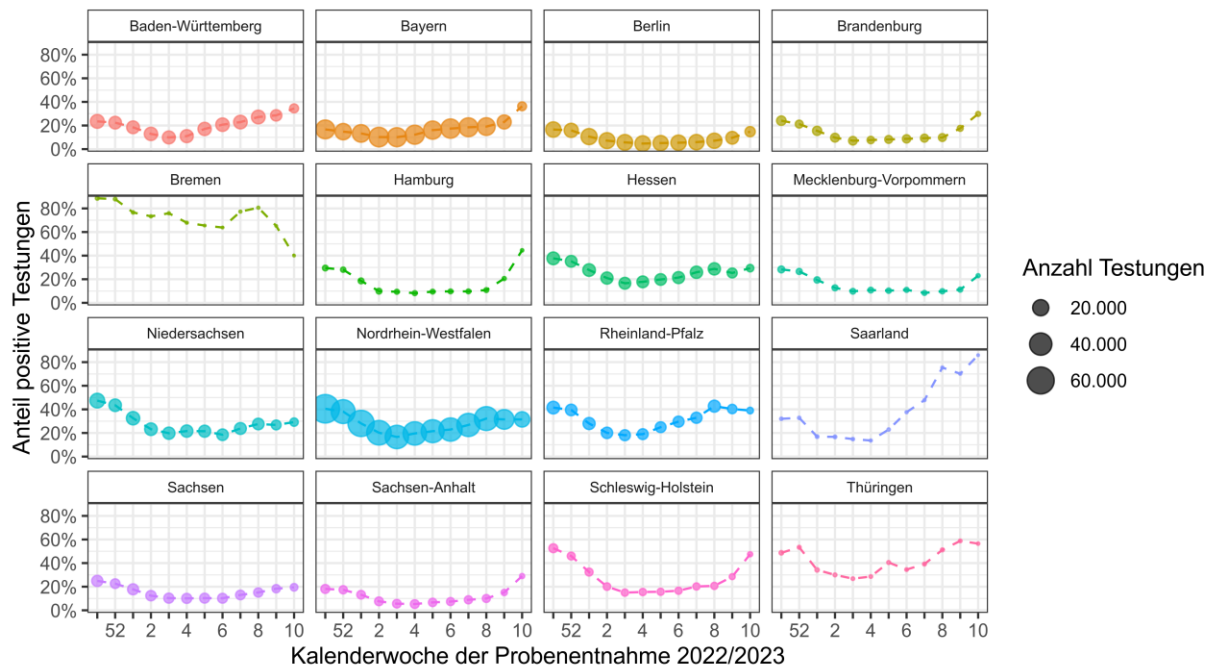 Baden-Württemberg Bayern Berlin Brandenburg
80%
60%
40%
20%
0%
Bremen Hamburg Hessen Mecklenburg-Vorpommern
80%
60%
40%
20%
0%
Niedersachsen Nordrhein-Westfalen Rheinland-Pfalz Saarland
80%
60%
40%
20%
0%
Sachsen Sachsen-Anhalt Schleswig-Holstein Thüringen
80%
60%
40%
20%
0%
52 2 4 6 8 10 52 2 4 6 8 10 52 2 4 6 8 10 52 2 4 6 8 10
Kalenderwoche der Probenentnahme 2022/2023
Anteil positive Testungen
Anzahl Testungen
20.000
40.000
60.000